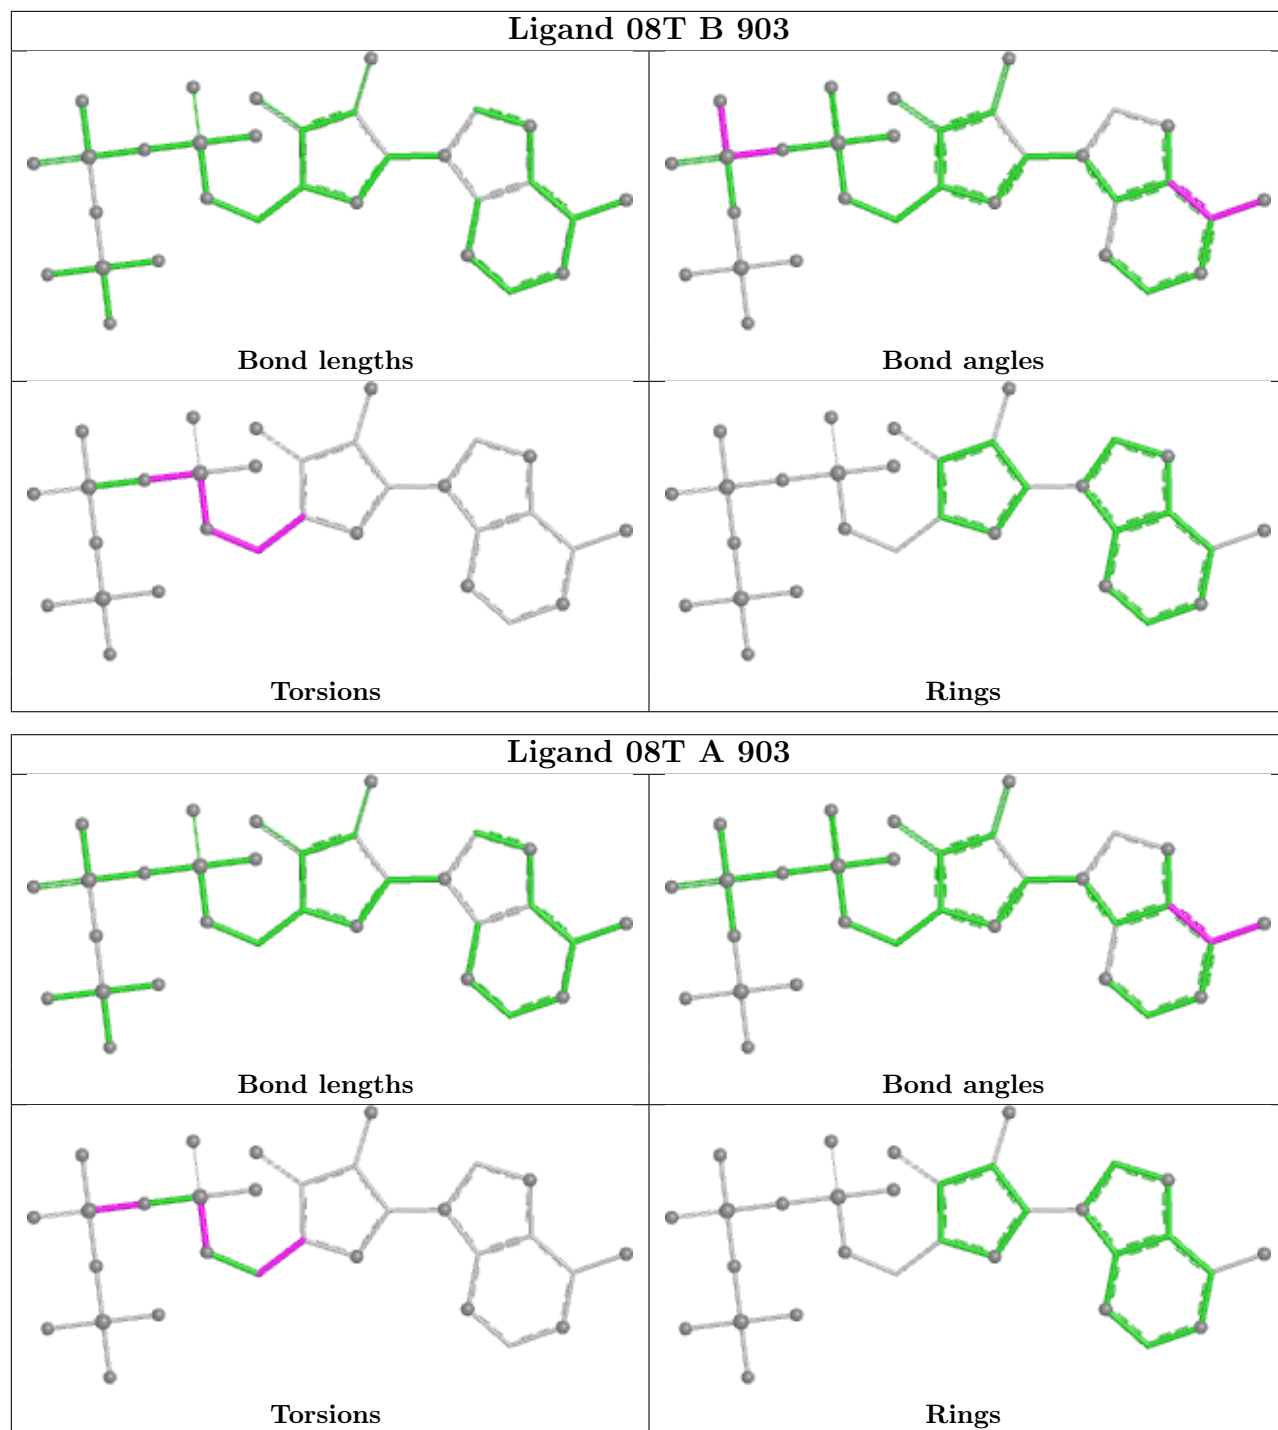 Ligand 08T B 903
Bond lengths
Bond angles
Torsions
Rings
Ligand 08T A 903
Bond lengths
Bond angles
Torsions
Rings